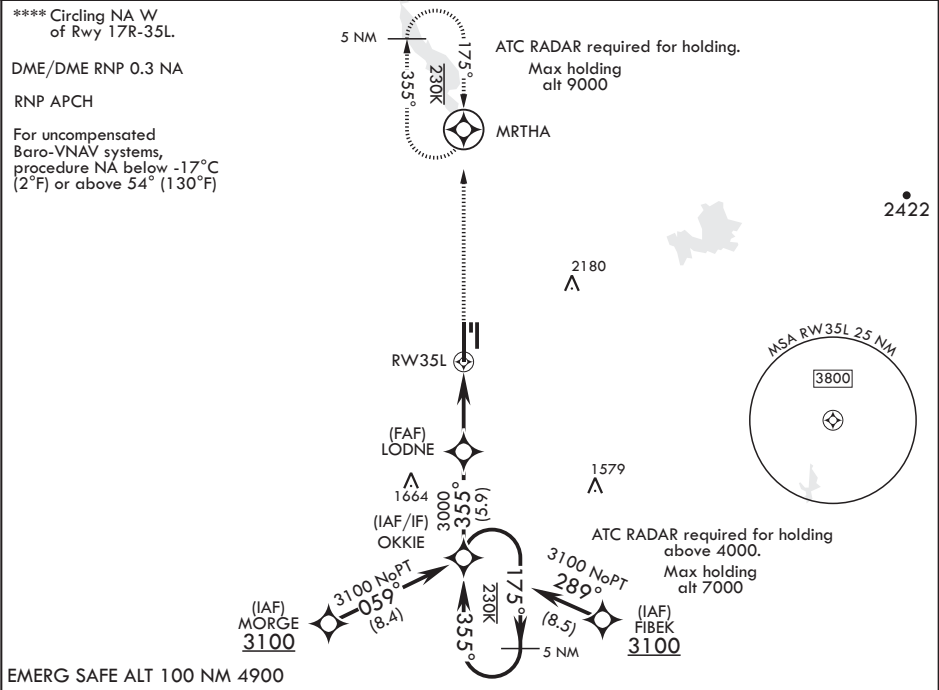 **** Circling NA W
of Rwy 17R-35L.
DME/DME RNP 0.3 NA
RNP APCH
For uncompensated
Baro-VNAV systems,
procedure NA below -17°C
(2°F) or above 54° (130°F)
5 NM
175°
355°
230K
ATC RADAR required for holding.
Max holding
alt 9000
MRTHA
2422
2180
RW35L
MSA RW35L 25 NM
3800
(FAF)
LODNE
1664
1579
3000
355°
(5.9)
(IAF/IF)
OKKIE
ATC RADAR required for holding
above 4000.
Max holding
alt 7000
3100 NoPT
059°
(8.4)
(IAF)
MORGE
3100
175°
230K
355°
5 NM
3100 NoPT
289°
(8.5)
(IAF)
FIBEK
3100
EMERG SAFE ALT 100 NM 4900